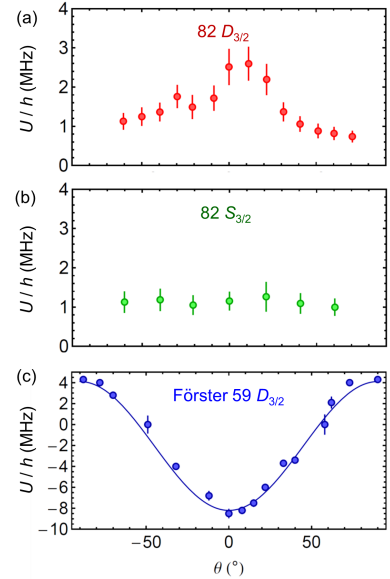 (a)
82 D3/2
U / h (MHz)
4
3
2
1
0
(b)
82 S3/2
U / h (MHz)
4
3
2
1
0
(c)
Förster 59 D3/2
U / h (MHz)
4
2
0
−2
−4
−6
−8
−10
−50 0 50
θ (°)